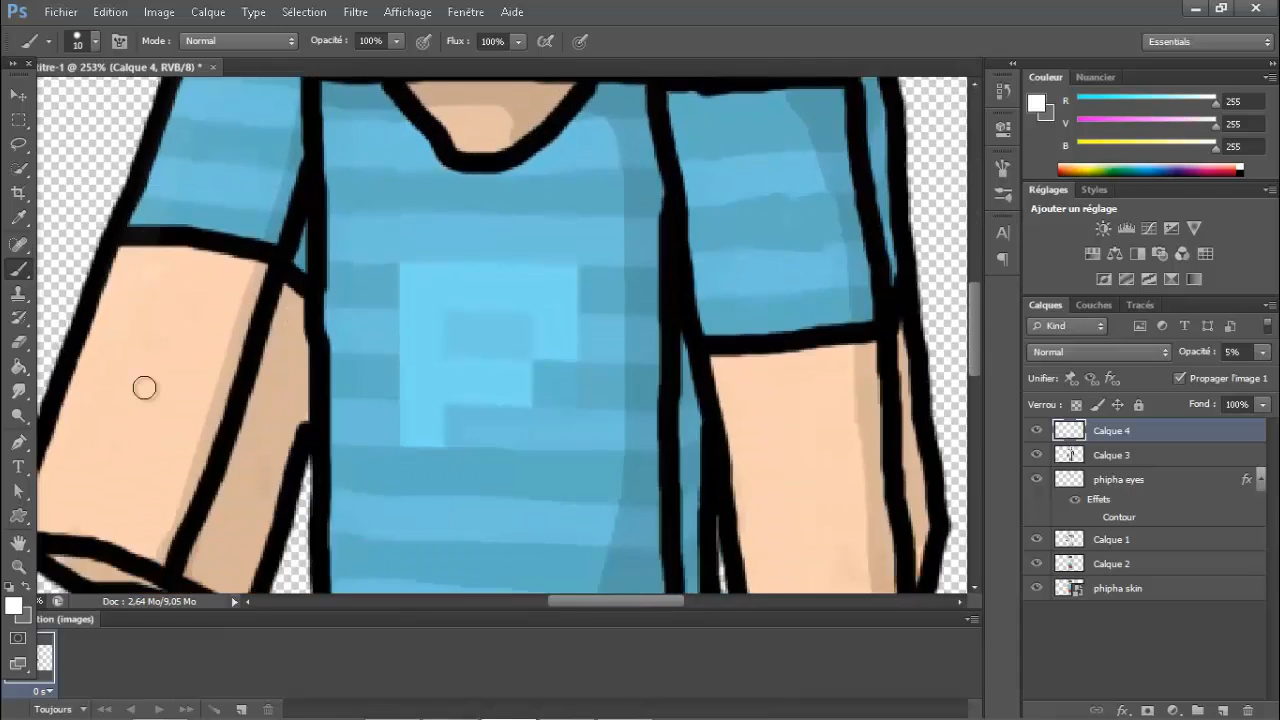 Ps Fichier Edition Image Calque Type Sélection Filtre Affichage Fenêtre Aide
10 Mode: Normal Opacité: 100% Flux: 100% Essentials
itre-1 @ 253% (Calque 4, RVB/8) * ×
Couleur Nuancier
R 255
V 255
B 255
Réglages Styles
Ajouter un réglage
Calques Couches Tracés
Kind
Normal Opacité: 5%
Unifier: Propager l'image 1
Verrou: Fond: 100%
Calque 4
Calque 3
phipha eyes fx
Effets
Contour
Calque 1
Calque 2
phipha skin
P
% Doc : 2,64 Mo/9,05 Mo
tion (images)
0 s
Toujours